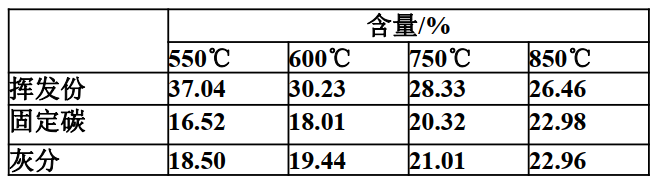 含量/%
550℃ 600℃ 750℃ 850℃
挥发份 37.04 30.23 28.33 26.46
固定碳 16.52 18.01 20.32 22.98
灰分 18.50 19.44 21.01 22.96